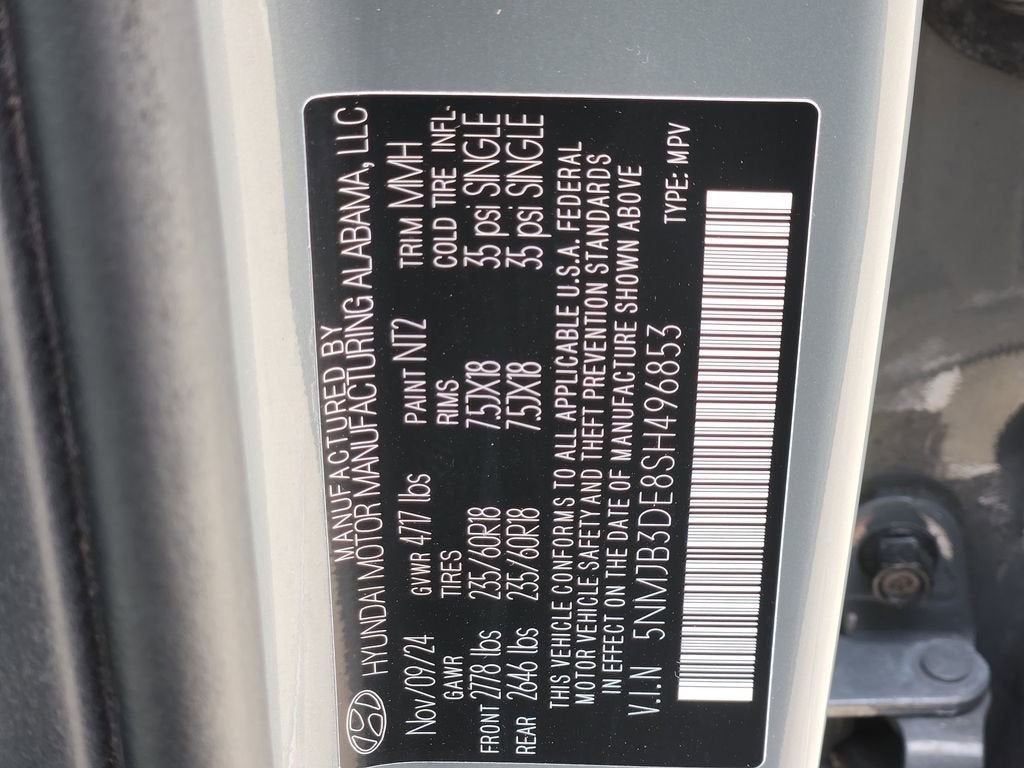 MANUFACTURED BY
HYUNDAI MOTOR MANUFACTURING ALABAMA, LLC
Nov/09/24 GVWR 4717 lbs PAINT NT2 TRIM MMH
GAWR TIRES RIMS COLD TIRE INFL-
FRONT 2778 lbs 235/60R18 7.5JX18 35 psi SINGLE
REAR 2646 lbs 235/60R18 7.5JX18 35 psi SINGLE
THIS VEHICLE CONFORMS TO ALL APPLICABLE U.S.A. FEDERAL
MOTOR VEHICLE SAFETY AND THEFT PREVENTION STANDARDS
IN EFFECT ON THE DATE OF MANUFACTURE SHOWN ABOVE
V.I.N 5NMJB3DE8SH496853 TYPE: MPV